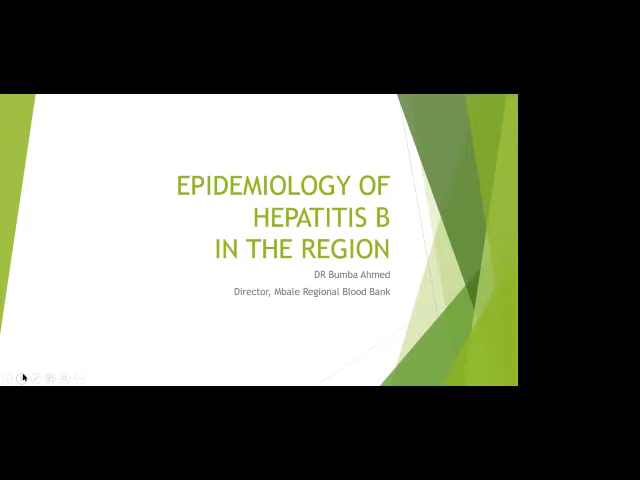 EPIDEMIOLOGY OF
HEPATITIS B
IN THE REGION
DR Bumba Ahmed
Director, Mbale Regional Blood Bank